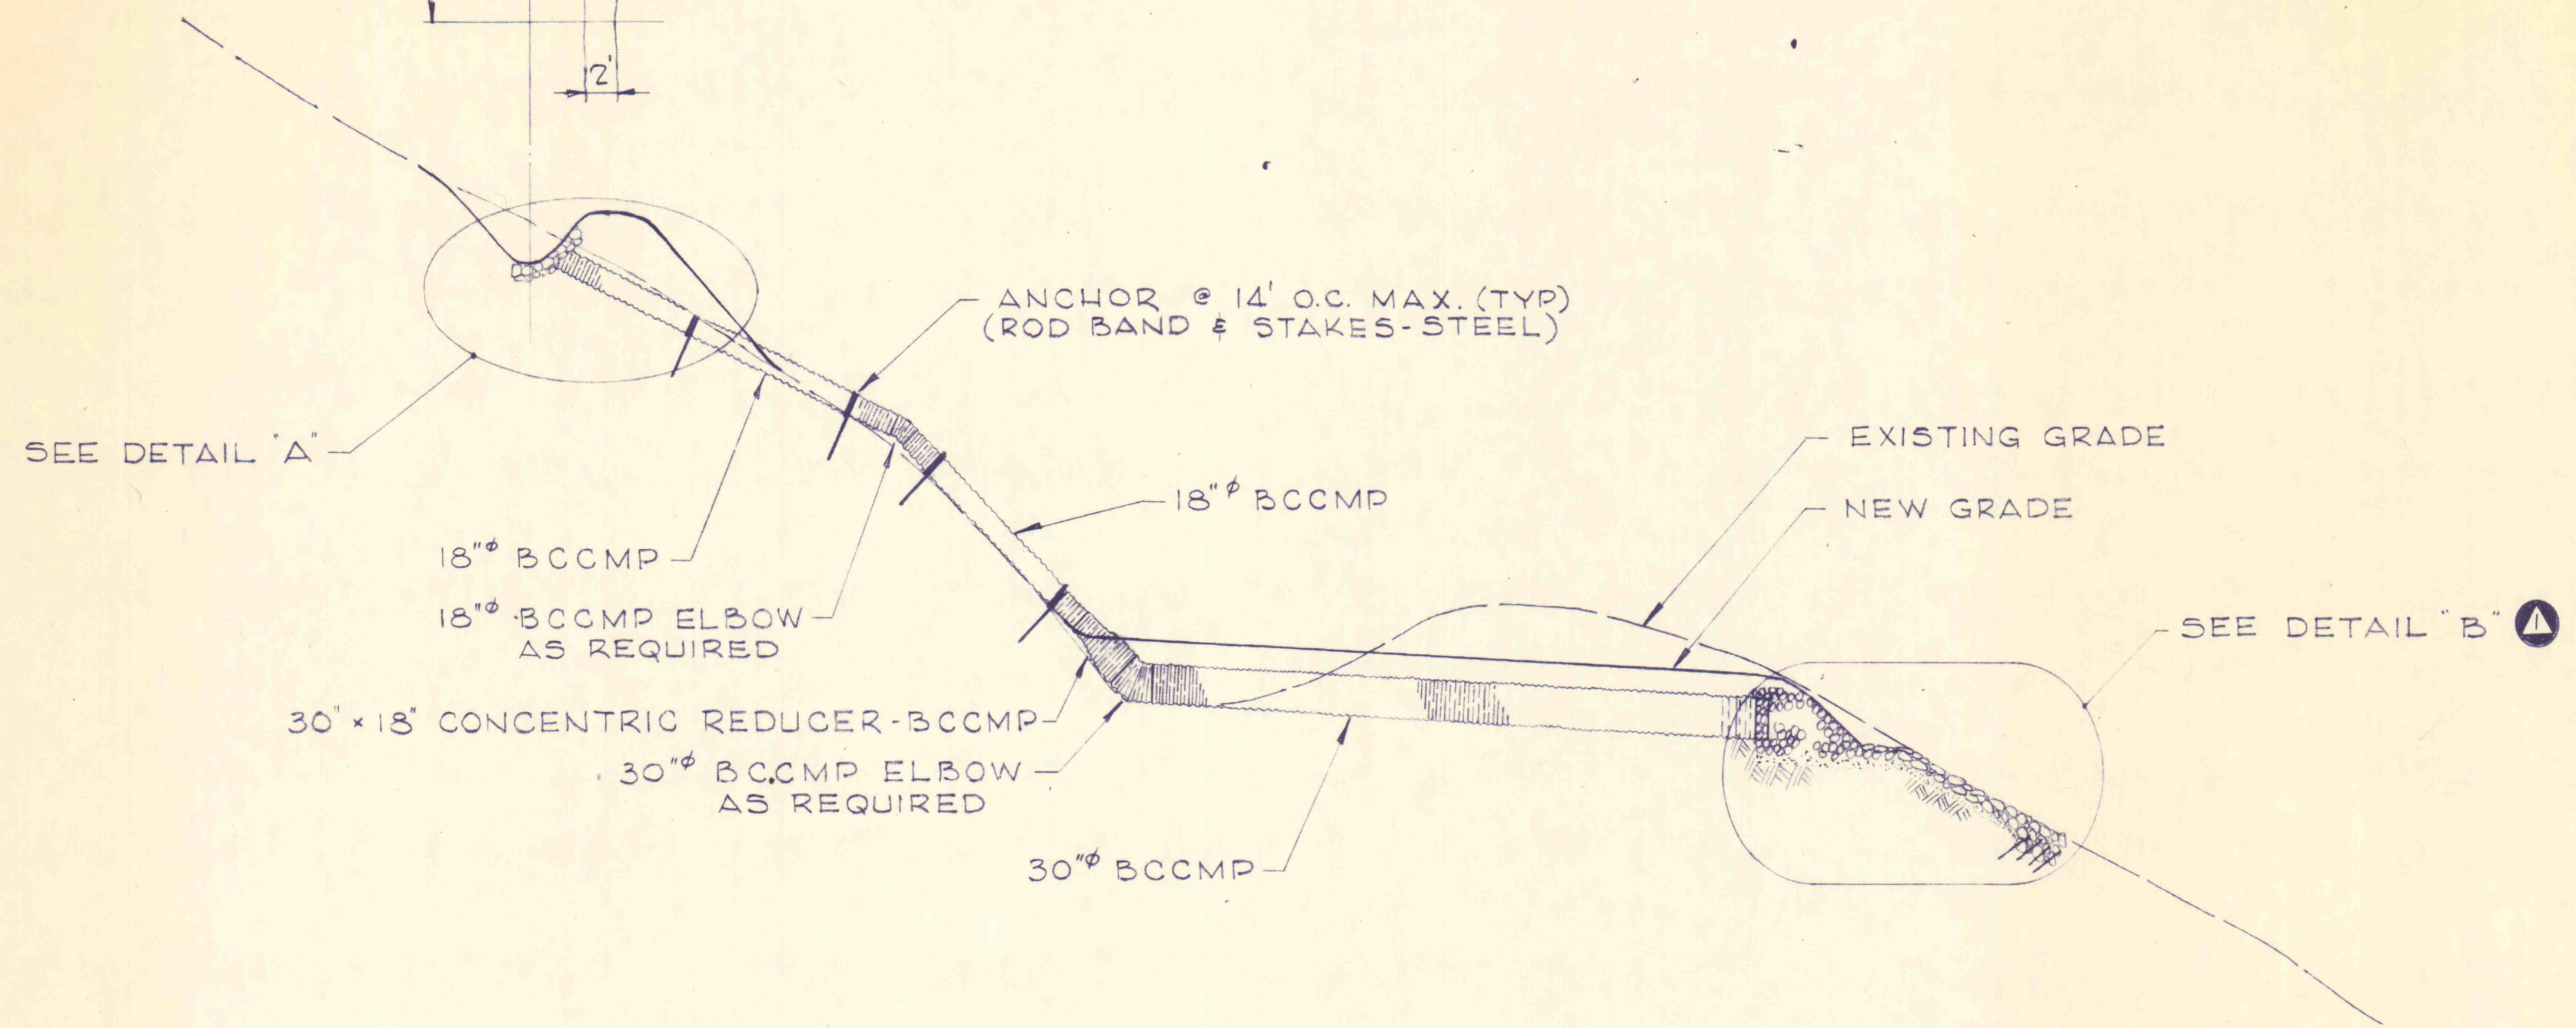 2'
ANCHOR @ 14' O.C. MAX. (TYP)
(ROD BAND & STAKES-STEEL)
SEE DETAIL "A"
EXISTING GRADE
NEW GRADE
18"ø BCCMP
18"ø BCCMP
18"ø BCCMP ELBOW
AS REQUIRED
SEE DETAIL "B" 1
30" x 18" CONCENTRIC REDUCER-BCCMP
30"ø BCCMP ELBOW
AS REQUIRED
30"ø BCCMP